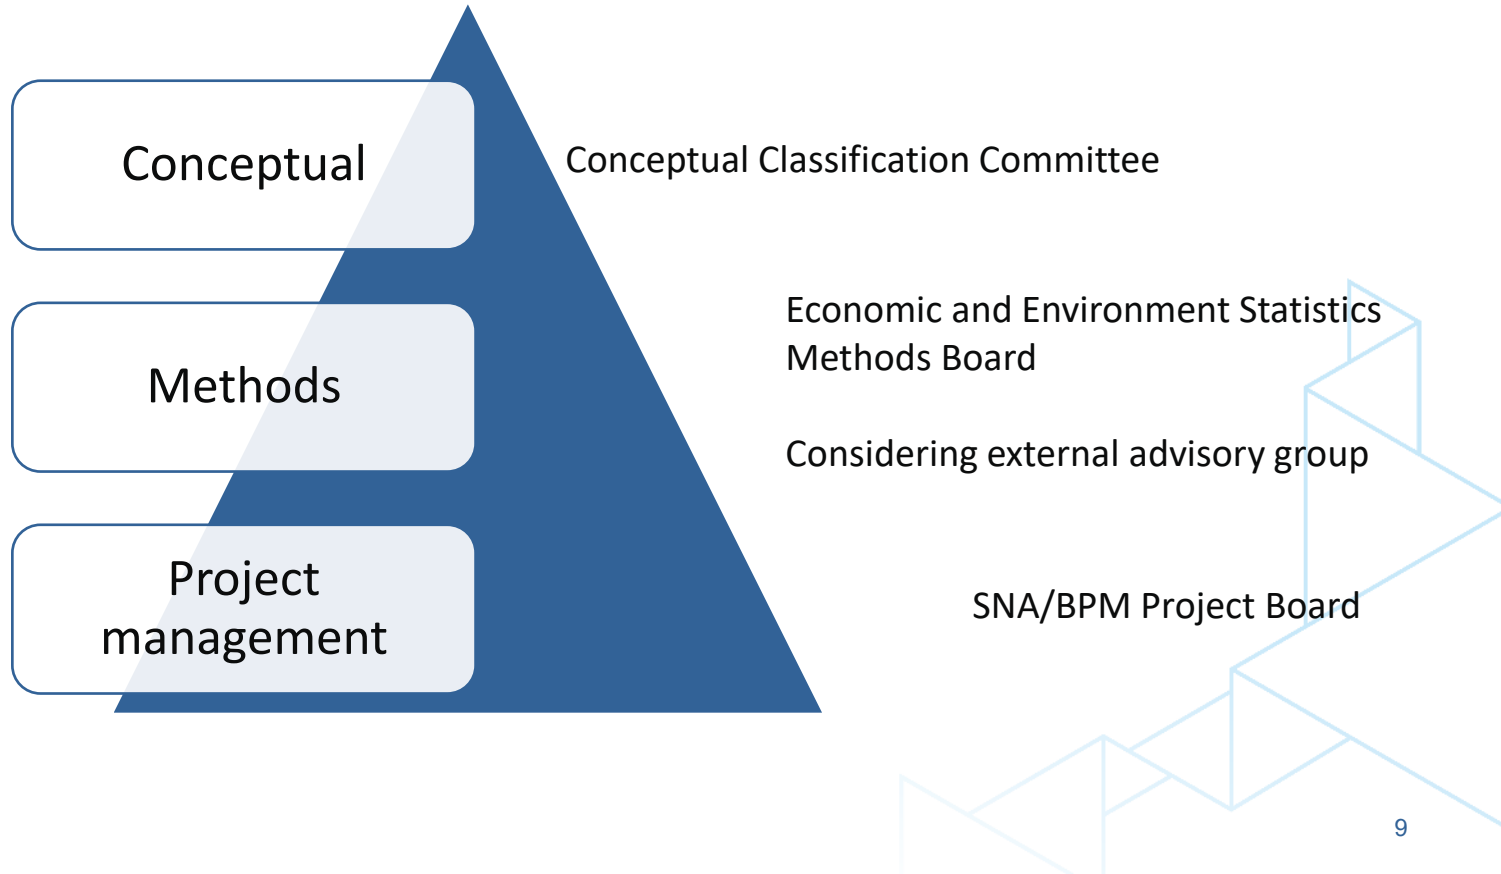 Conceptual
Conceptual Classification Committee
Methods
Economic and Environment Statistics
Methods Board
Considering external advisory group
Project
management
SNA/BPM Project Board
9